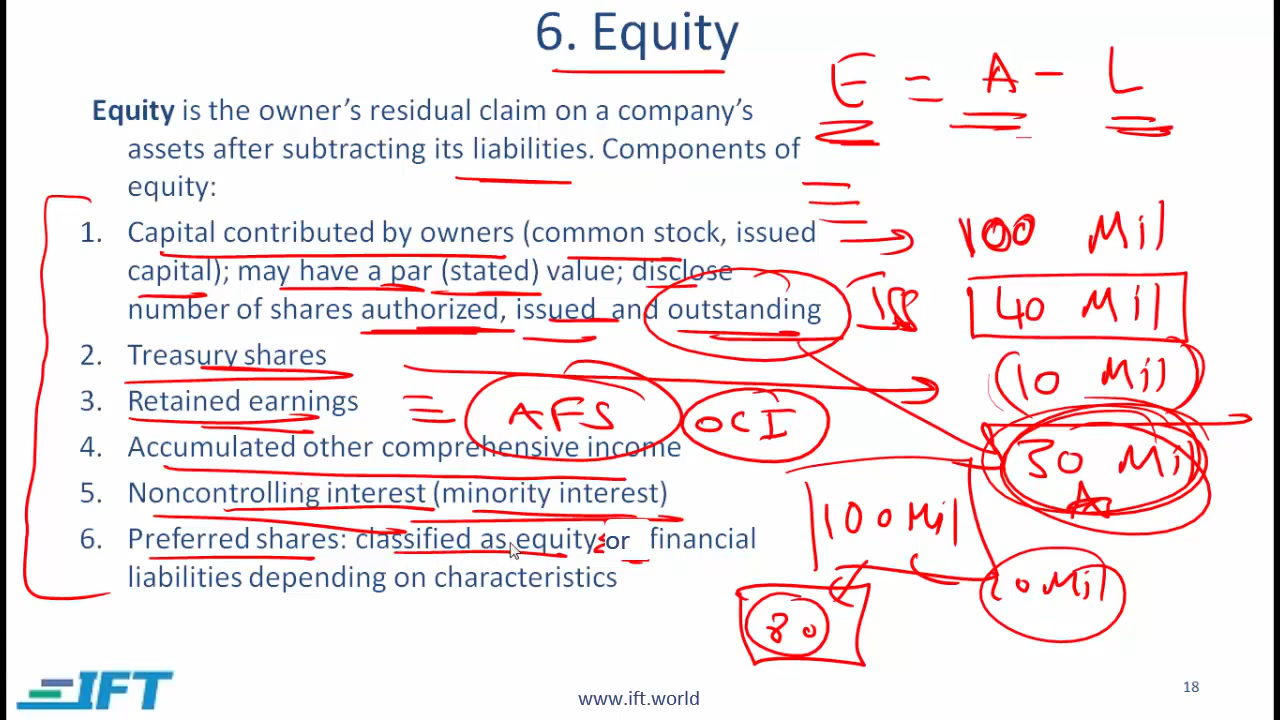 6. Equity
E = A - L
Equity is the owner's residual claim on a company's
assets after subtracting its liabilities. Components of
equity:
1. Capital contributed by owners (common stock, issued
capital); may have a par (stated) value; disclose
number of shares authorized, issued and outstanding
2. Treasury shares
3. Retained earnings
4. Accumulated other comprehensive income
5. Noncontrolling interest (minority interest)
6. Preferred shares: classified as equity or financial
liabilities depending on characteristics
100 Mil
Iss 40 Mil
(10 Mil)
30 Mil
AFS OCI
100 Mil
80
IFT
www.ift.world
18